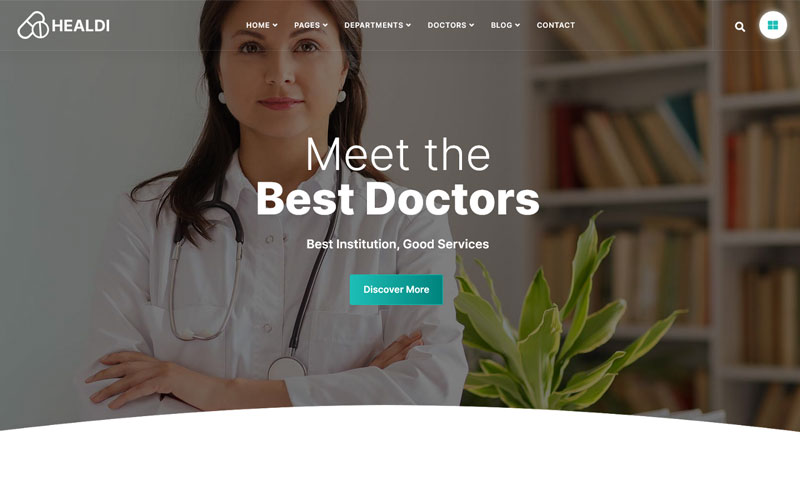 HEALDI
HOME PAGES DEPARTMENTS DOCTORS BLOG CONTACT
Meet the
Best Doctors
Best Institution, Good Services
Discover More